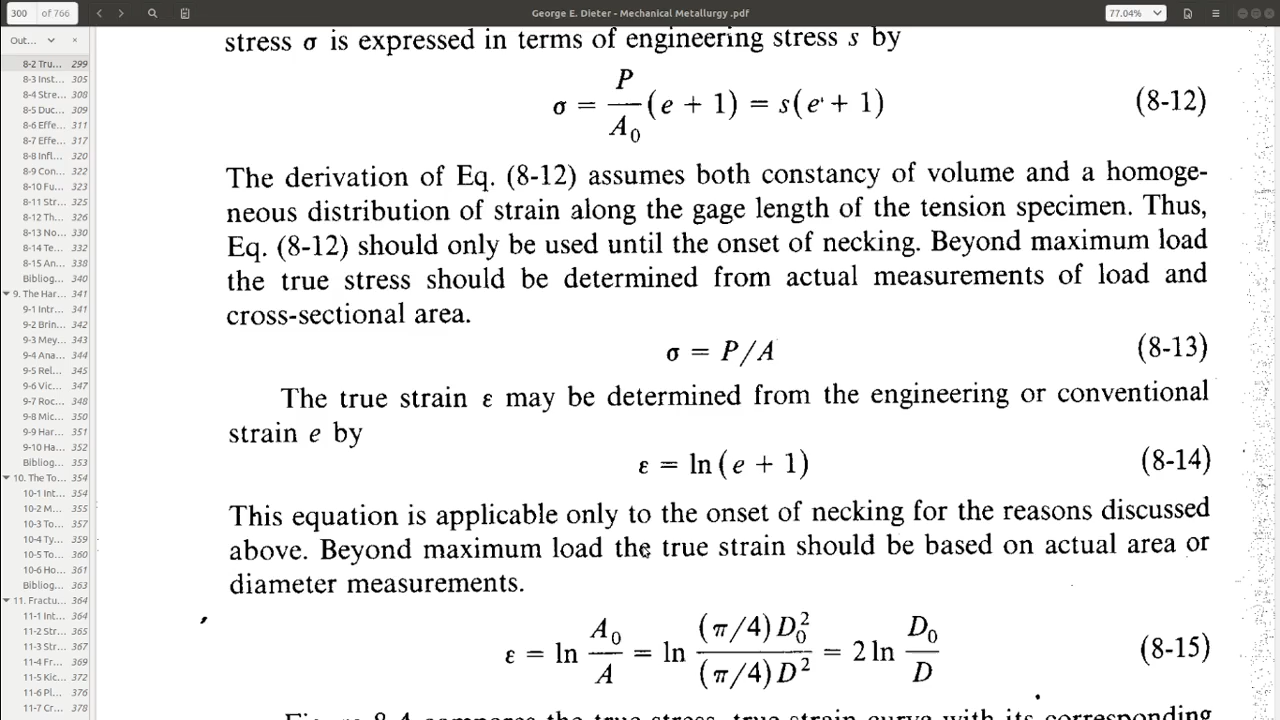 300 of 766
George E. Dieter - Mechanical Metallurgy .pdf
77.04%
Out...
8-2 Tru... 299
8-3 Inst... 305
8-4 Stre... 308
8-5 Duc... 309
8-6 Effe... 311
8-7 Effe... 317
8-8 Infl... 320
8-9 Con... 322
8-10 Fu... 323
8-11 Str... 325
8-12 Th... 326
8-13 No... 330
8-14 Te... 332
8-15 An... 338
Bibliog... 340
9. The Har... 341
9-1 Intr... 341
9-2 Brin... 342
9-3 Mey... 343
9-4 Ana... 344
9-5 Rel... 345
9-6 Vic... 347
9-7 Roc... 348
9-8 Mic... 350
9-9 Har... 351
9-10 Ha... 352
Bibliog... 353
10. The To... 354
10-1 Int... 354
10-2 M... 355
10-3 To... 357
10-4 Ty... 359
10-5 To... 360
10-6 Ho... 361
Bibliog... 363
11. Fractu... 364
11-1 Int... 364
11-2 Str... 365
11-3 Str... 367
11-4 Fr... 369
11-5 Kic... 372
11-6 Pl... 376
11-7 Cr... 378
stress σ is expressed in terms of engineering stress s by
σ = P/A₀ (e + 1) = s(e + 1) (8-12)
The derivation of Eq. (8-12) assumes both constancy of volume and a homoge-
neous distribution of strain along the gage length of the tension specimen. Thus,
Eq. (8-12) should only be used until the onset of necking. Beyond maximum load
the true stress should be determined from actual measurements of load and
cross-sectional area.
σ = P/A (8-13)
The true strain ε may be determined from the engineering or conventional
strain e by
ε = ln(e + 1) (8-14)
This equation is applicable only to the onset of necking for the reasons discussed
above. Beyond maximum load the true strain should be based on actual area or
diameter measurements.
ε = ln A₀/A = ln (π/4)D₀²/(π/4)D² = 2 ln D₀/D (8-15)
Figure 8-4 compares the true-stress true-strain curve with its corresponding